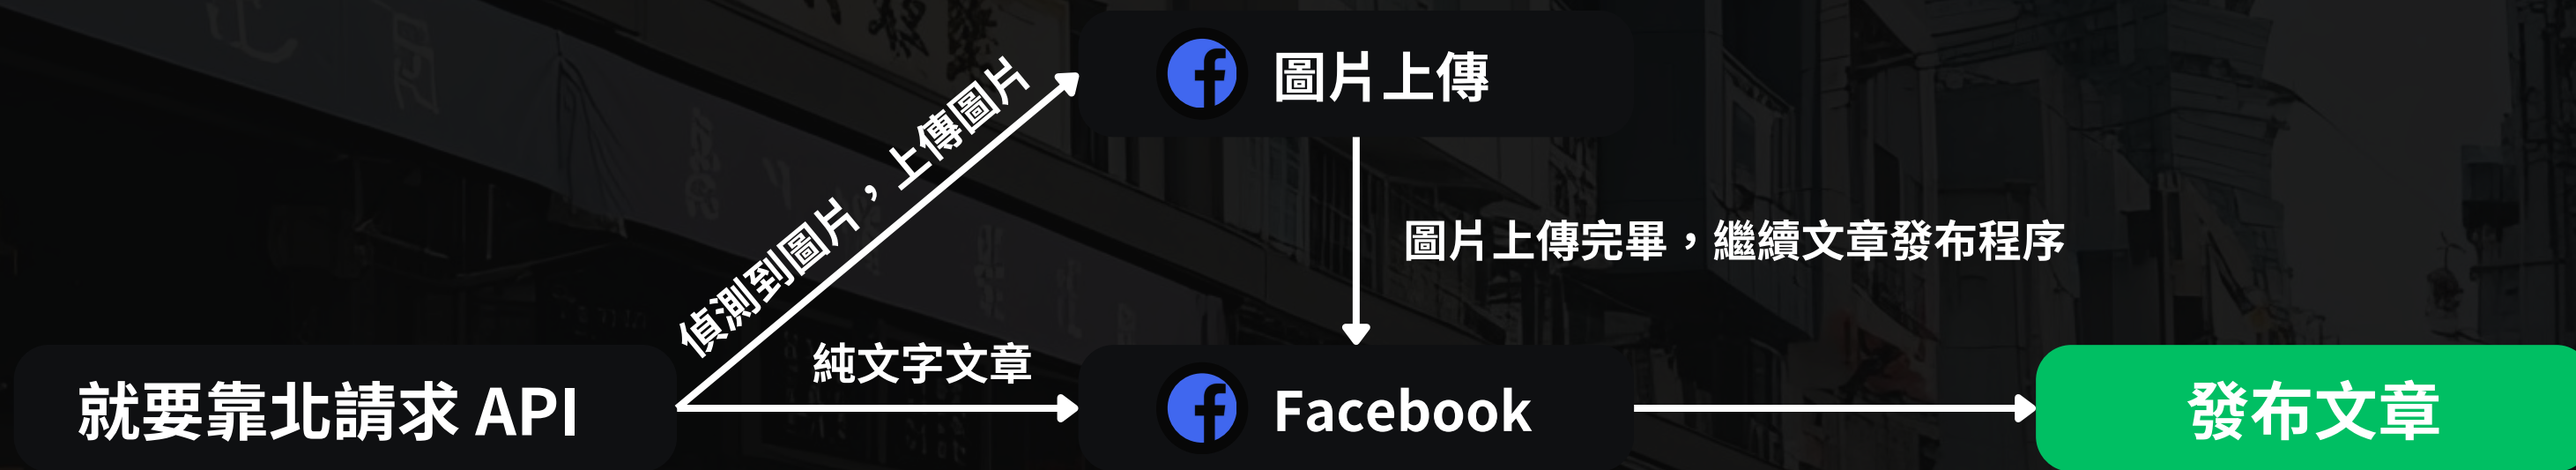 圖片上傳
偵測到圖片，上傳圖片
圖片上傳完畢，繼續文章發布程序
純文字文章
就要靠北請求 API
Facebook
發布文章